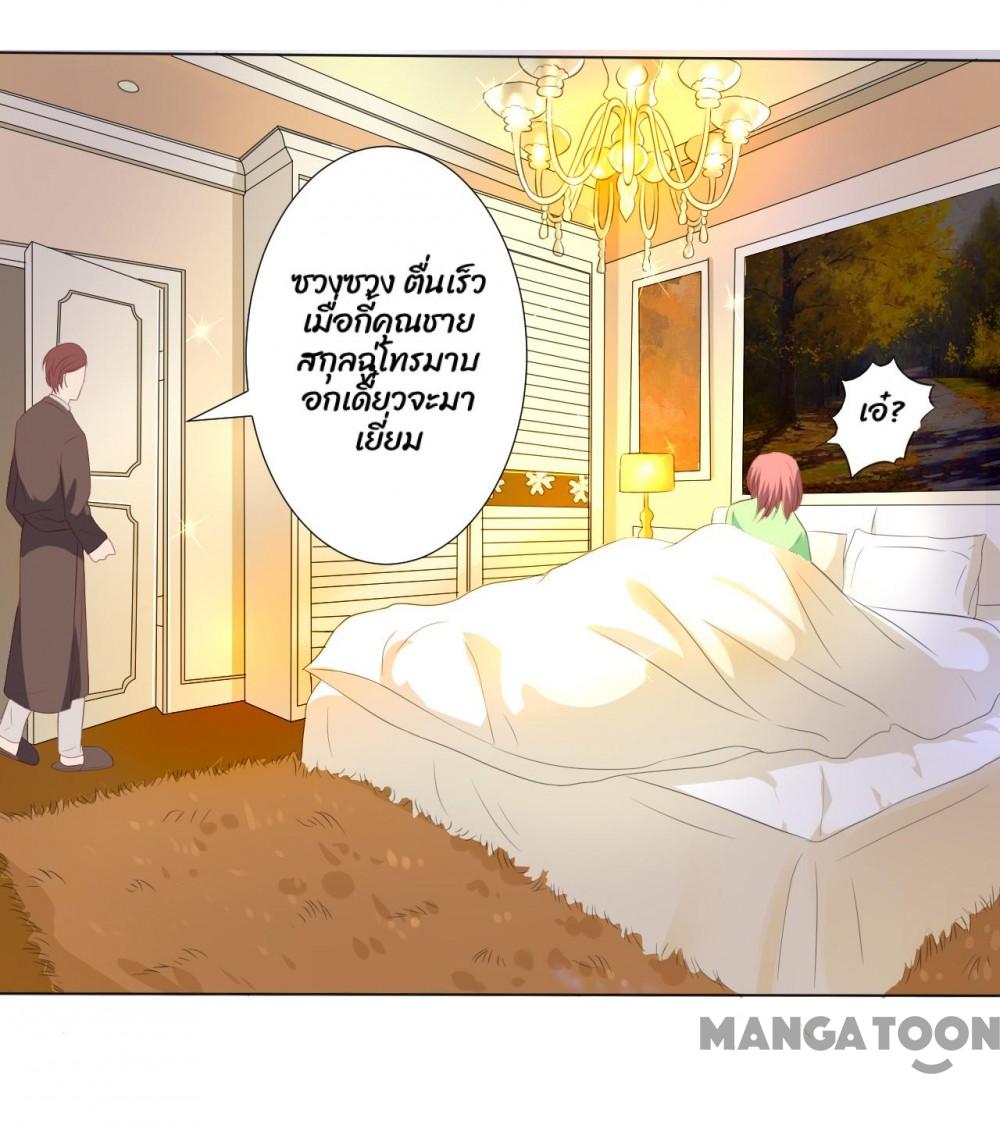 ซวงซวง ตื่นเร็ว
เมื่อกี้คุณชาย
สกุลฉู่โทรมาบ
อกเดี๋ยวจะมา
เยี่ยม
เอ๋?
MANGATOON